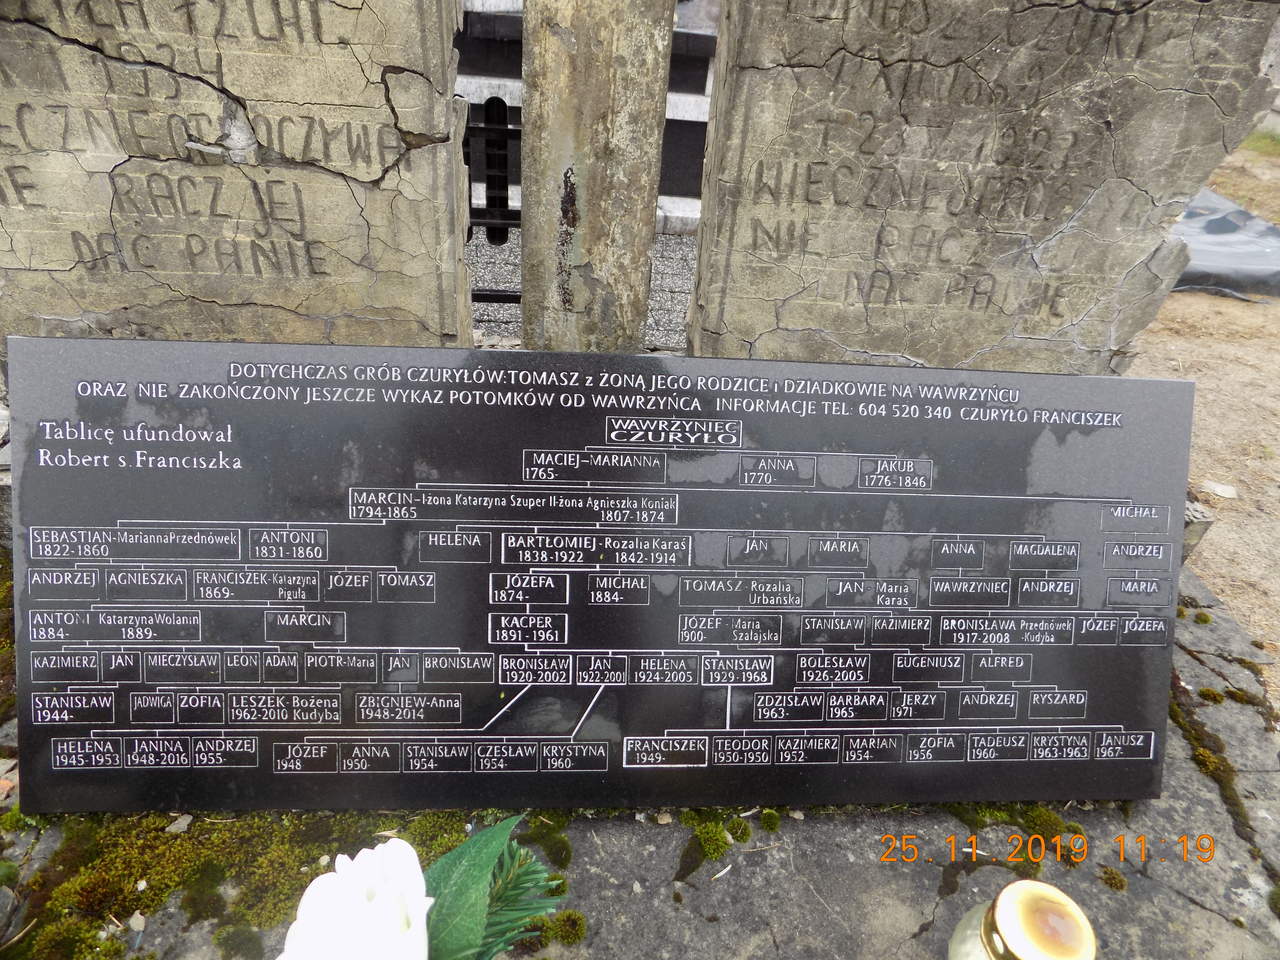 1934
RACZ JEJ
DAĆ PANIE
WIECZNE
NIE RAC
DAĆ PANIE
DOTYCHCZAS GRÓB CZURYŁÓW:TOMASZ z ŻONĄ JEGO RODZICE i DZIADKOWIE NA WAWRZYŃCU
ORAZ NIE ZAKOŃCZONY JESZCZE WYKAZ POTOMKÓW OD WAWRZYŃCA INFORMACJE TEL: 604 520 340 CZURYŁO FRANCISZEK
Tablicę ufundował
Robert s.Franciszka
WAWRZYNIEC
CZURYŁO
MACIEJ-MARIANNA ANNA JAKUB
1765- 1770- 1776-1846
MARCIN-Iżona Katarzyna Szuper II-żona Agnieszka Koniak
1794-1865 1807-1874
MICHAŁ
SEBASTIAN-MariannaPrzednówek ANTONI HELENA BARTŁOMIEJ-Rozalia Karaś JAN MARIA ANNA MAGDALENA ANDRZEJ
1822-1860 1831-1860 1838-1922 1842-1914
ANDRZEJ AGNIESZKA FRANCISZEK-Katarzyna JÓZEF TOMASZ JÓZEFA MICHAŁ TOMASZ-Rozalia JAN-Maria WAWRZYNIEC ANDRZEJ MARIA
1869- Piguła 1874- 1884- Urbańska Karaś
ANTONI KatarzynaWolanin MARCIN KACPER JÓZEF-Maria STANISŁAW KAZIMIERZ BRONISŁAWA Przednówek JÓZEF JÓZEFA
1884- 1889- 1891-1961 1900- Szałajska 1917-2008 -Kudyba
KAZIMIERZ JAN MIECZYSŁAW LEON ADAM PIOTR-Maria JAN BRONISŁAW BRONISŁAW JAN HELENA STANISŁAW BOLESŁAW EUGENIUSZ ALFRED
1920-2002 1922-2001 1924-2005 1929-1968 1926-2005
STANISŁAW JADWIGA ZOFIA LESZEK-Bożena ZBIGNIEW-Anna ZDZISŁAW BARBARA JERZY ANDRZEJ RYSZARD
1944- 1962-2010 Kudyba 1948-2014 1963- 1965- 1971-
HELENA JANINA ANDRZEJ JÓZEF ANNA STANISŁAW CZESŁAW KRYSTYNA FRANCISZEK TEODOR KAZIMIERZ MARIAN ZOFIA TADEUSZ KRYSTYNA JANUSZ
1945-1953 1948-2016 1955- 1948 1950- 1954- 1954- 1960- 1949- 1950-1950 1952- 1954- 1956 1960- 1963-1963 1967-
25.11.2019 11:19